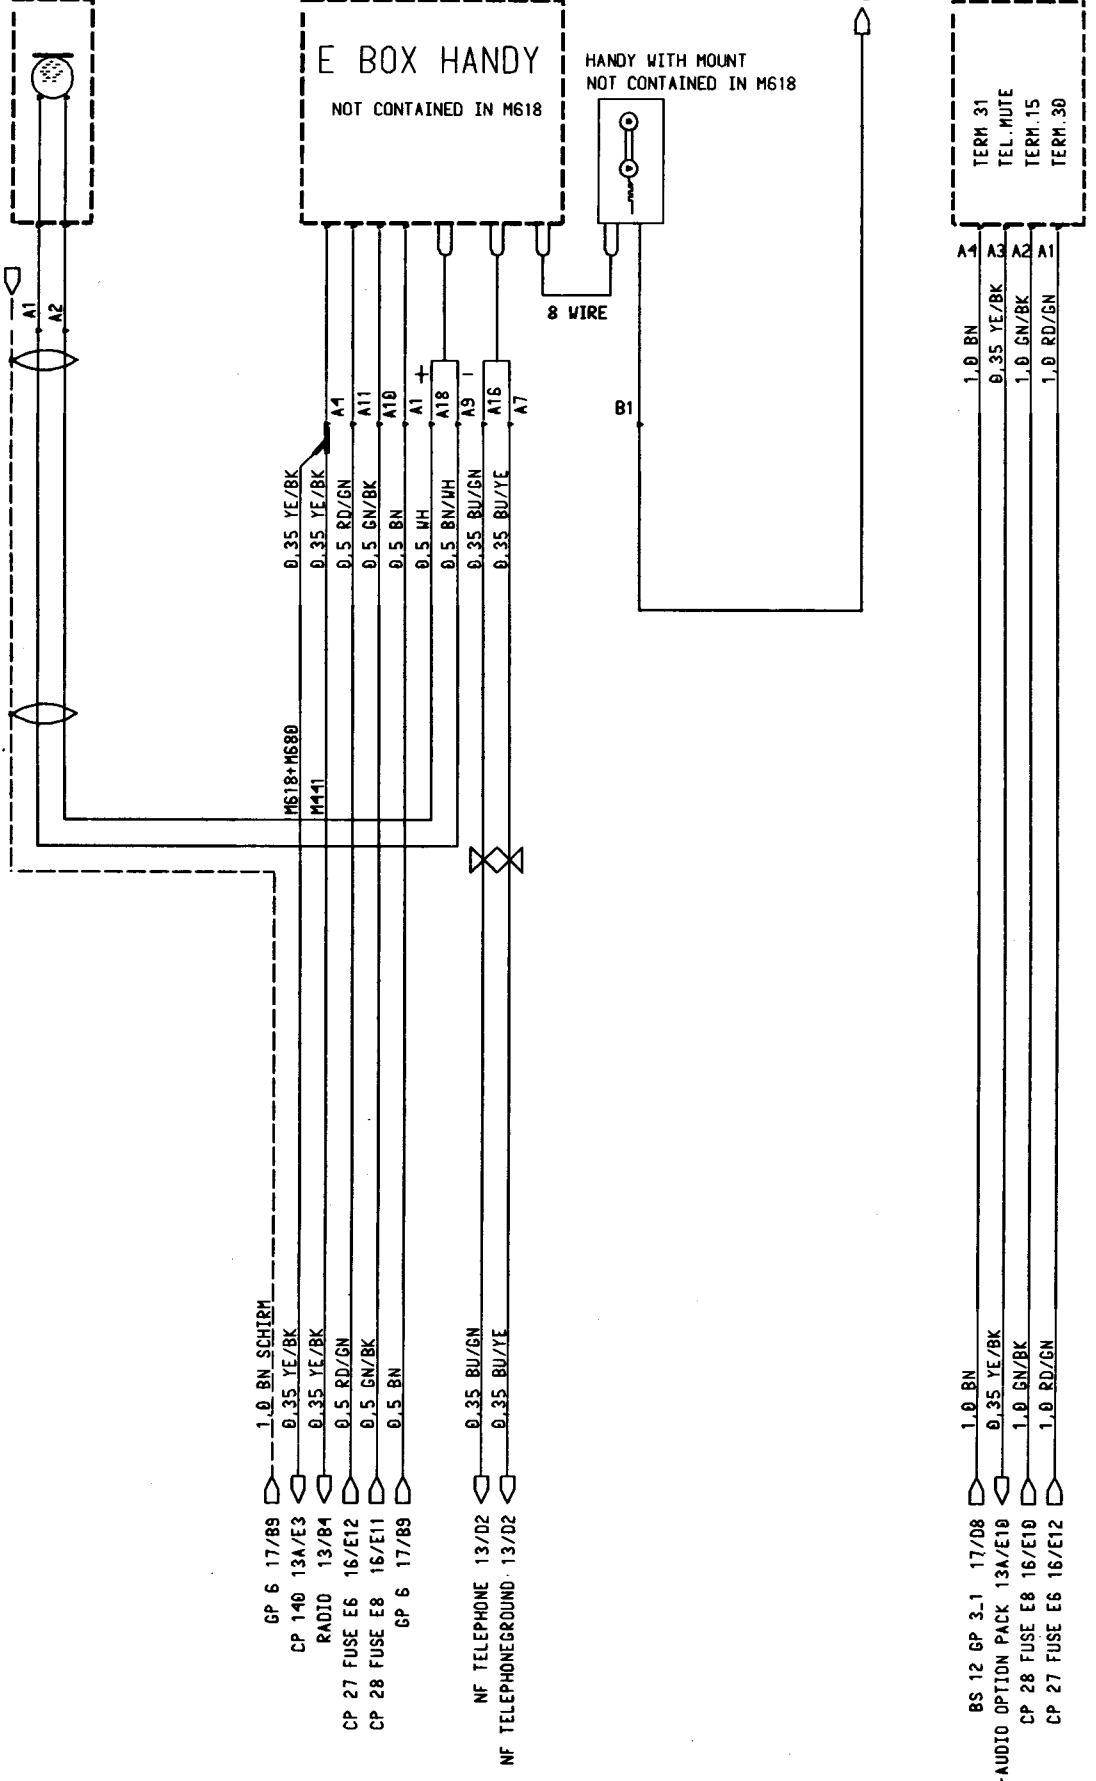 E BOX HANDY
NOT CONTAINED IN M618
HANDY WITH MOUNT
NOT CONTAINED IN M618
TERM 31
TEL.MUTE
TERM.15
TERM.30
A4
A3
A2
A1
1,0 BN
0,35 YE/BK
1,0 GN/BK
1,0 RD/GN
A1
A2
8 WIRE
+
-
A4
A11
A10
A1
A18
A9
A16
A7
B1
0,35 YE/BK
0,35 YE/BK
0,5 RD/GN
0,5 GN/BK
0,5 BN
0,5 WH
0,5 BN/WH
0,35 BU/GN
0,35 BU/YE
M618+M680
M441
1,0 BN SCHIRM
0,35 YE/BK
0,35 YE/BK
0,5 RD/GN
0,5 GN/BK
0,5 BN
0,35 BU/GN
0,35 BU/YE
1,0 BN
0,35 YE/BK
1,0 GN/BK
1,0 RD/GN
GP 6 17/B9
CP 140 13A/E3
RADIO 13/B4
CP 27 FUSE E6 16/E12
CP 28 FUSE E8 16/E11
GP 6 17/B9
NF TELEPHONE 13/D2
NF TELEPHONEGROUND 13/D2
BS 12 GP 3_1 17/D8
-AUDIO OPTION PACK 13A/E10
CP 28 FUSE E8 16/E10
CP 27 FUSE E6 16/E12